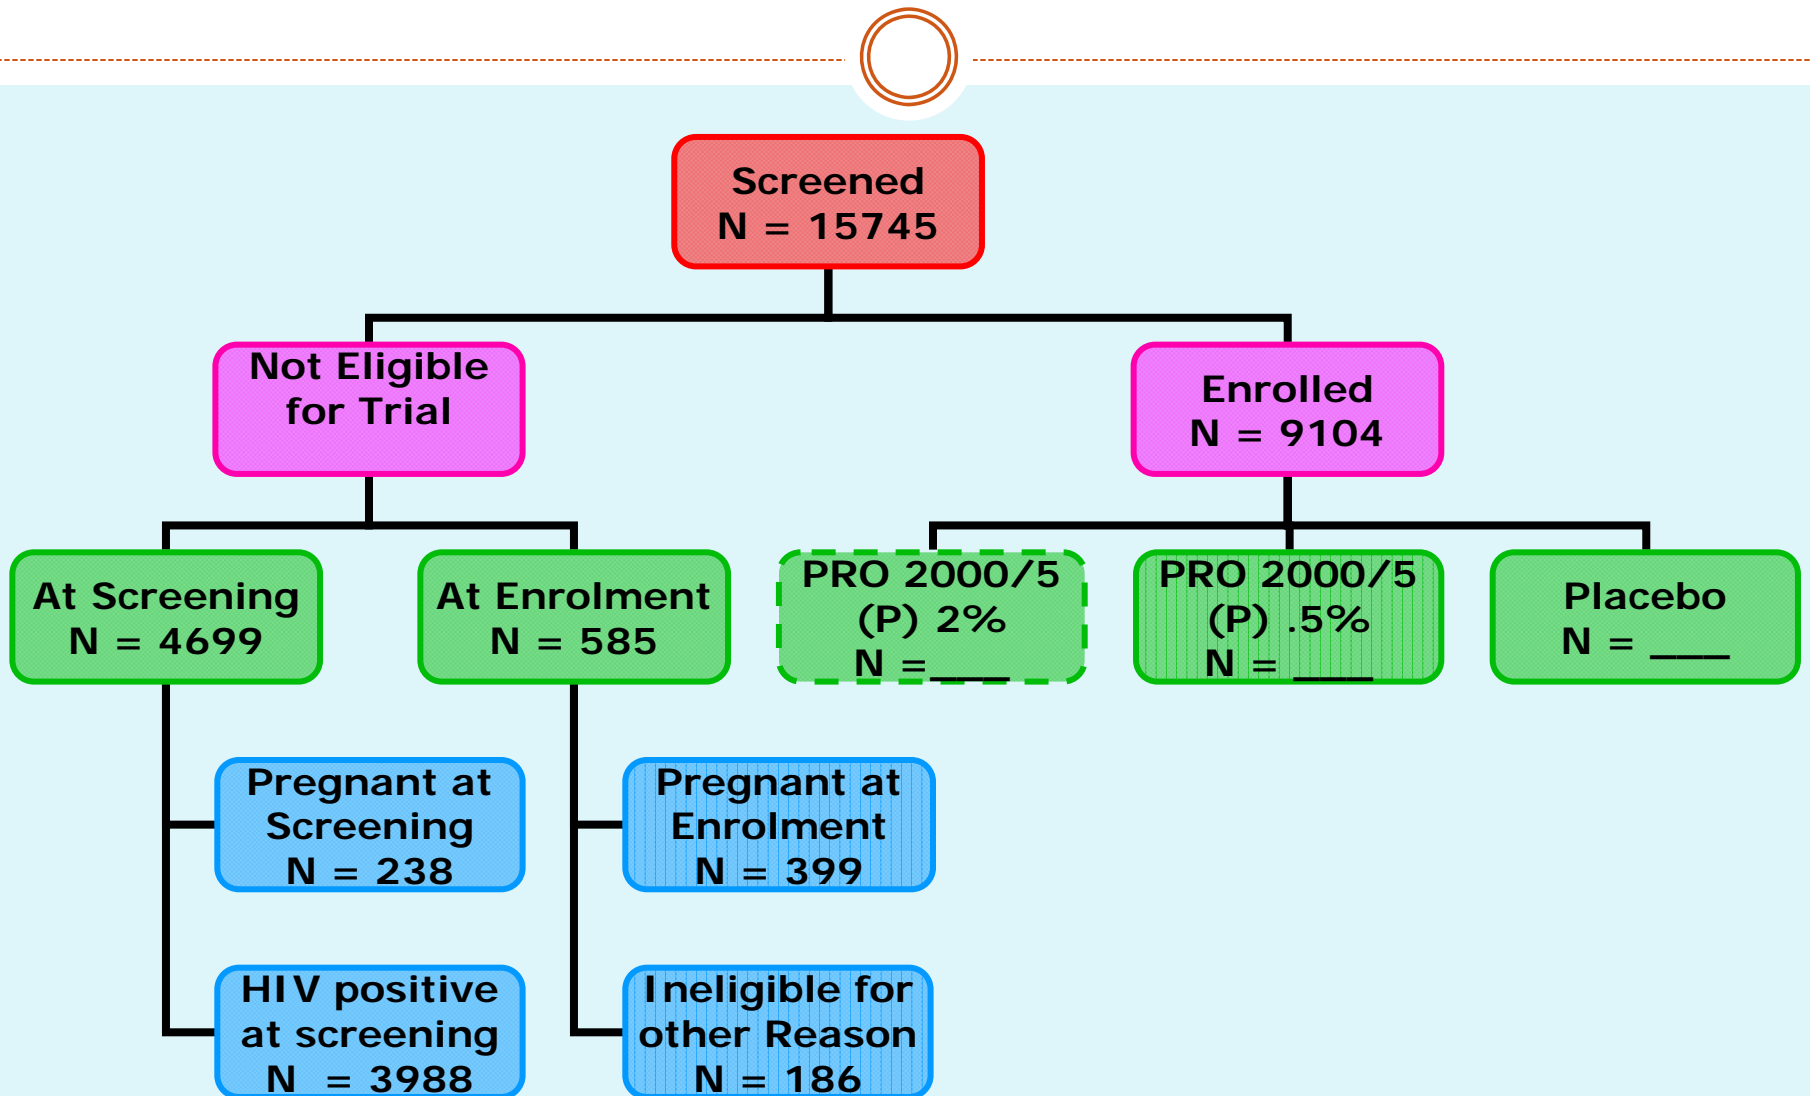 Screened
N = 15745
Not Eligible
for Trial
Enrolled
N = 9104
At Screening
N = 4699
At Enrolment
N = 585
PRO 2000/5
(P) 2%
N =___
PRO 2000/5
(P) .5%
N = ___
Placebo
N = ___
Pregnant at
Screening
N = 238
Pregnant at
Enrolment
N = 399
HIV positive
at screening
N = 3988
Ineligible for
other Reason
N = 186